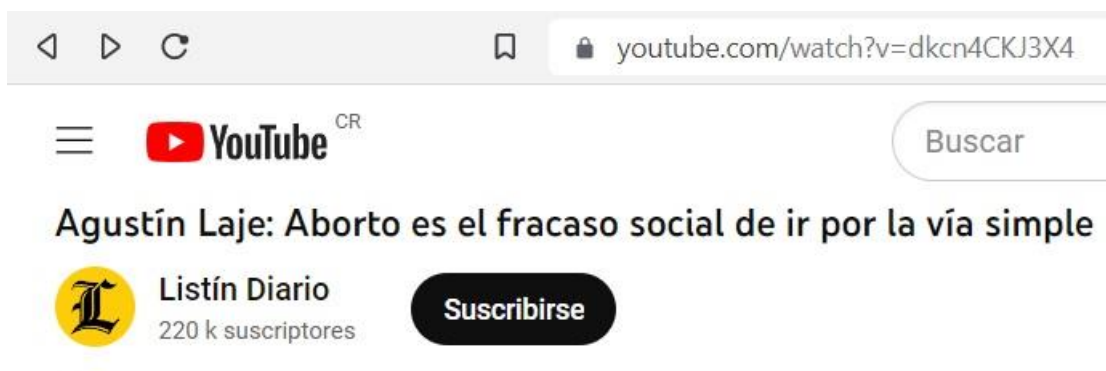 youtube.com/watch?v=dkcn4CKJ3X4
YouTube CR
Buscar
Agustín Laje: Aborto es el fracaso social de ir por la vía simple
L
Listín Diario
220 k suscriptores
Suscribirse